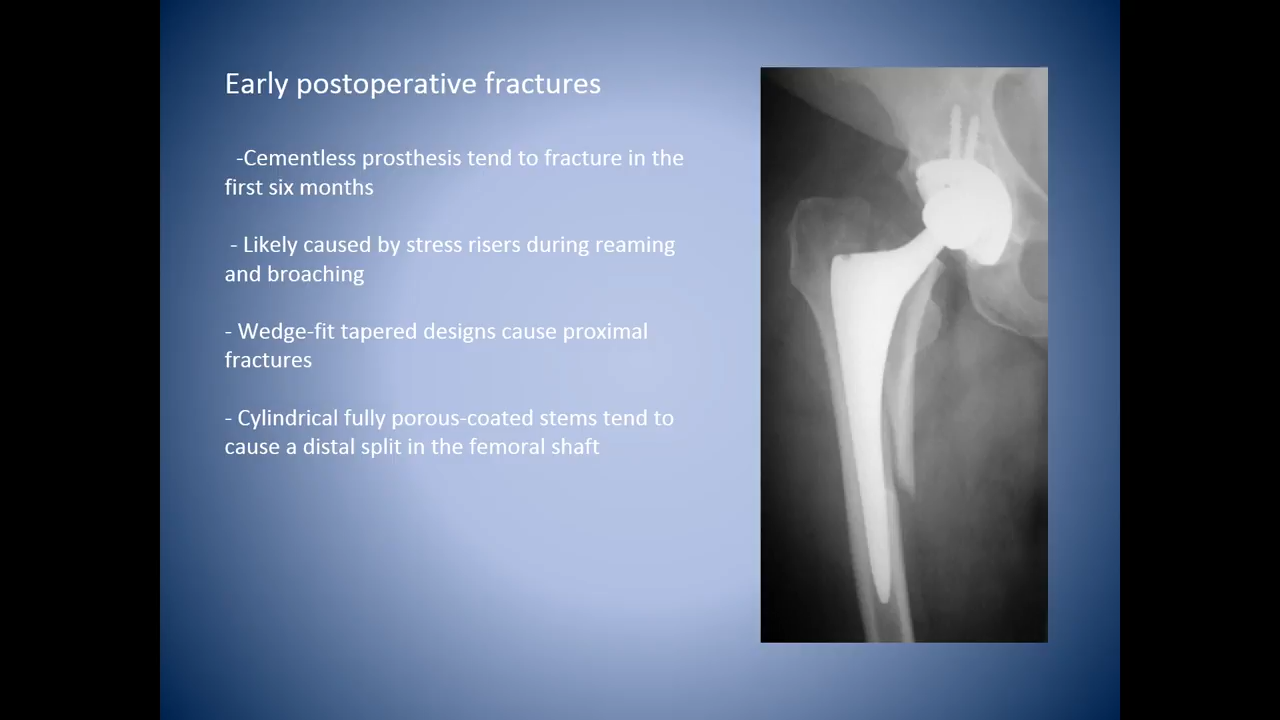 Early postoperative fractures
-Cementless prosthesis tend to fracture in the
first six months
- Likely caused by stress risers during reaming
and broaching
- Wedge-fit tapered designs cause proximal
fractures
- Cylindrical fully porous-coated stems tend to
cause a distal split in the femoral shaft